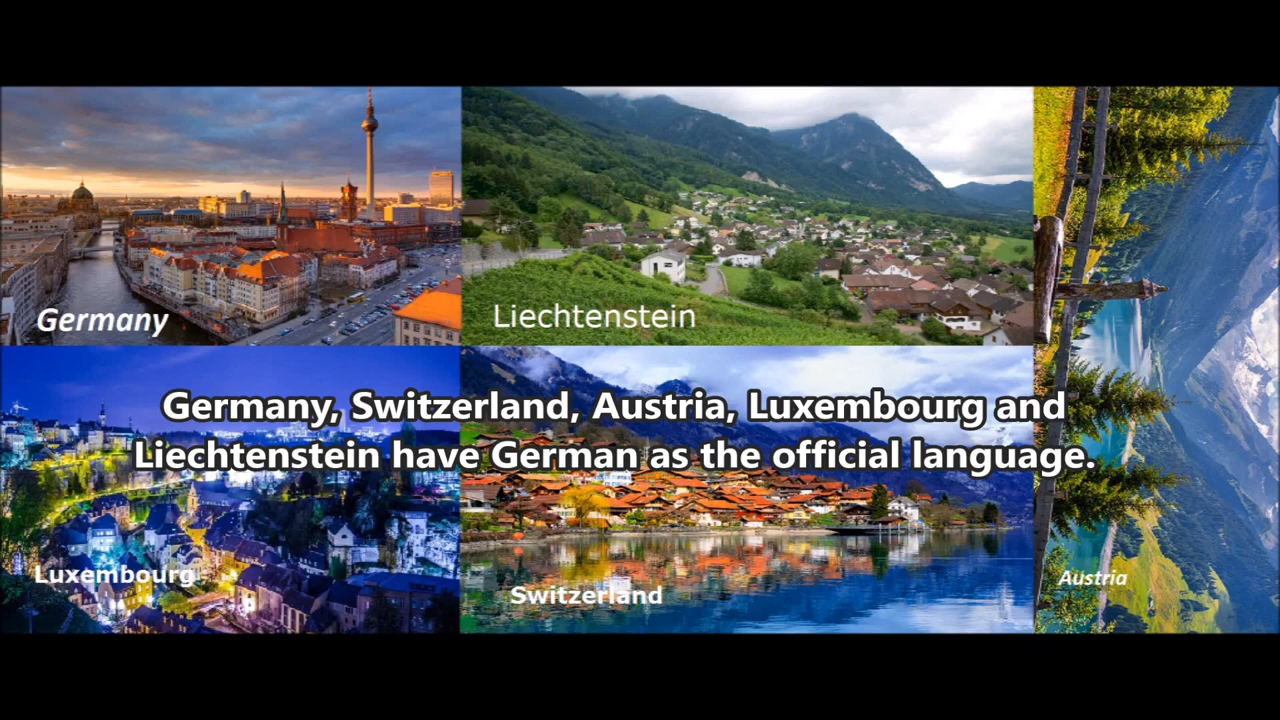 Germany
Liechtenstein
Germany, Switzerland, Austria, Luxembourg and
Liechtenstein have German as the official language.
Luxembourg
Switzerland
Austria